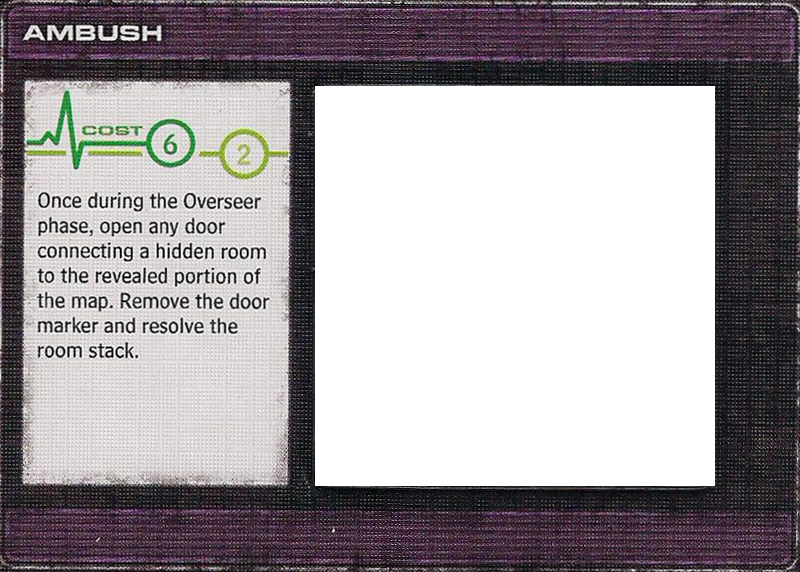 AMBUSH
COST 6 2
Once during the Overseer
phase, open any door
connecting a hidden room
to the revealed portion of
the map. Remove the door
marker and resolve the
room stack.